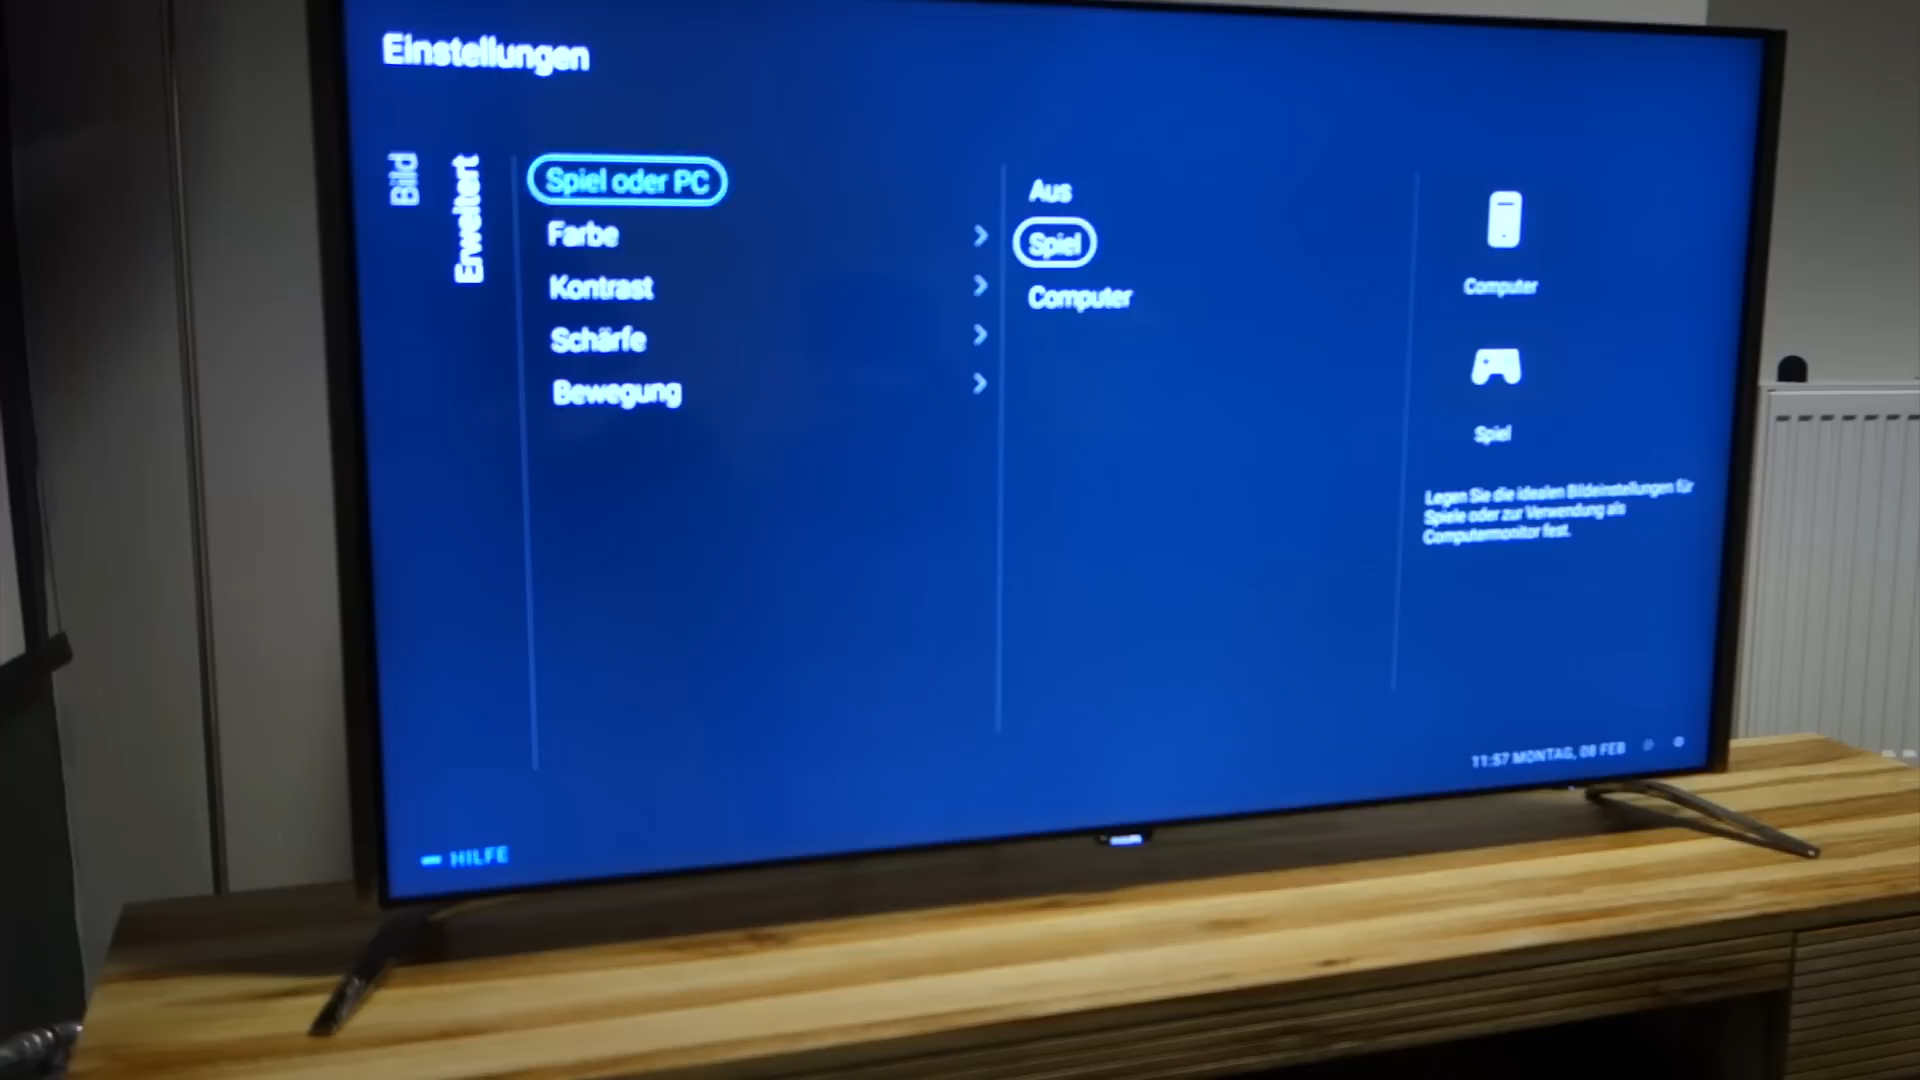 Einstellungen
Bild
Erweitert
Spiel oder PC
Farbe
Kontrast
Schärfe
Bewegung
Aus
Spiel
Computer
Computer
Spiel
Legen Sie die idealen Bildeinstellungen für
Spiele oder zur Verwendung als
Computermonitor fest.
11:57 MONTAG, 08 FEB
HILFE